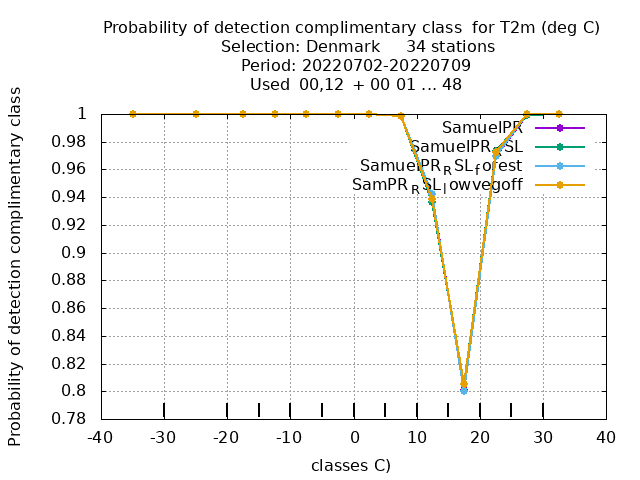 Probability of detection complimentary class  for T2m (deg C)
Selection: Denmark     34 stations
Period: 20220702-20220709
Used  00,12  + 00 01 ... 48
Probability of detection complimentary class
1
0.98
0.96
0.94
0.92
0.9
0.88
0.86
0.84
0.82
0.8
0.78
SamuelPR
SamuelPR_RSL
SamuelPR_RSL_forest
SamPR_RSL_lowvegoff
-40 -30 -20 -10 0 10 20 30 40
classes C)